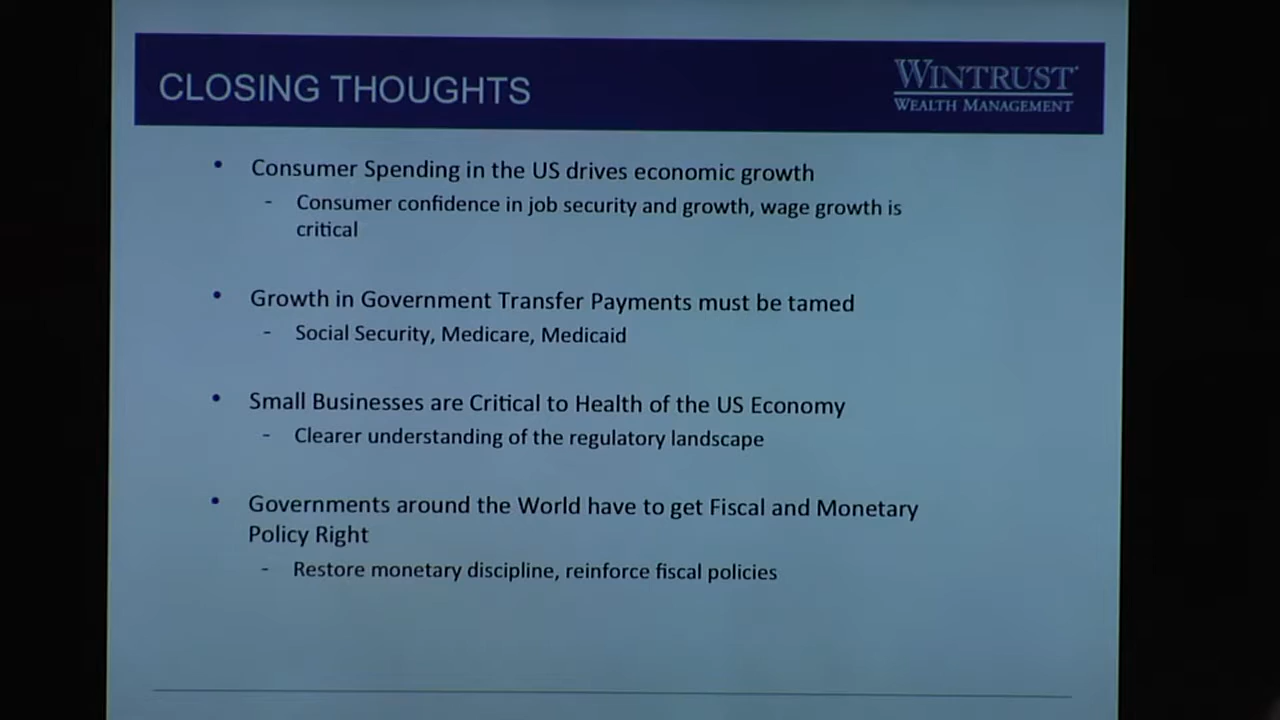 CLOSING THOUGHTS
WINTRUST
WEALTH MANAGEMENT
• Consumer Spending in the US drives economic growth
- Consumer confidence in job security and growth, wage growth is
critical
• Growth in Government Transfer Payments must be tamed
- Social Security, Medicare, Medicaid
• Small Businesses are Critical to Health of the US Economy
- Clearer understanding of the regulatory landscape
• Governments around the World have to get Fiscal and Monetary
Policy Right
- Restore monetary discipline, reinforce fiscal policies